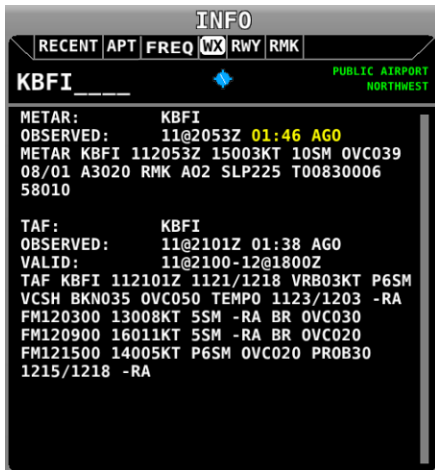 INFO
RECENT APT FREQ WX RWY RMK
KBFI____
PUBLIC AIRPORT
NORTHWEST
METAR: KBFI
OBSERVED: 11@2053Z 01:46 AGO
METAR KBFI 112053Z 15003KT 10SM OVC039
08/01 A3020 RMK AO2 SLP225 T00830006
58010
TAF: KBFI
OBSERVED: 11@2101Z 01:38 AGO
VALID: 11@2100-12@1800Z
TAF KBFI 112101Z 1121/1218 VRB03KT P6SM
VCSH BKN035 OVC050 TEMPO 1123/1203 -RA
FM120300 13008KT 5SM -RA BR OVC030
FM120900 16011KT 5SM -RA BR OVC020
FM121500 14005KT P6SM OVC020 PROB30
1215/1218 -RA